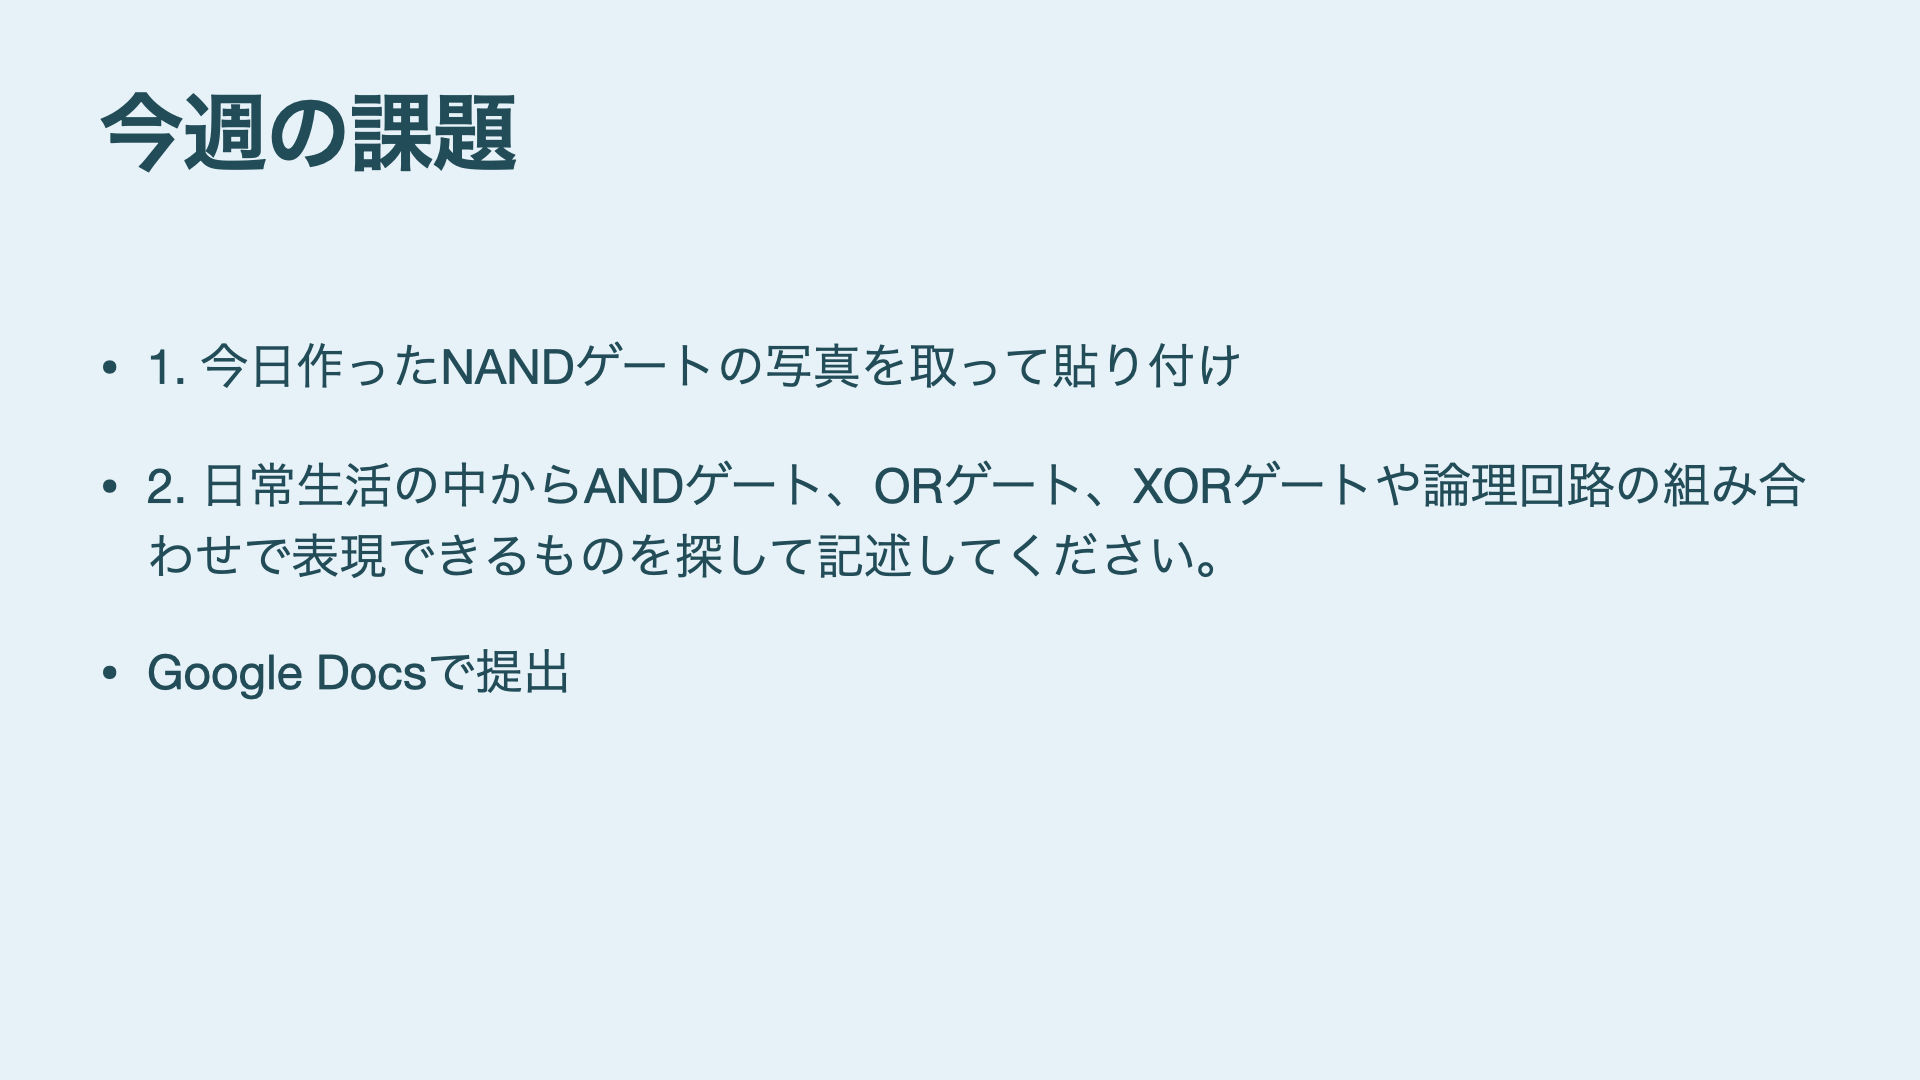 今週の課題
• 1. 今日作ったNANDゲートの写真を取って貼り付け
• 2. 日常生活の中からANDゲート、ORゲート、XORゲートや論理回路の組み合
わせで表現できるものを探して記述してください。
• Google Docsで提出